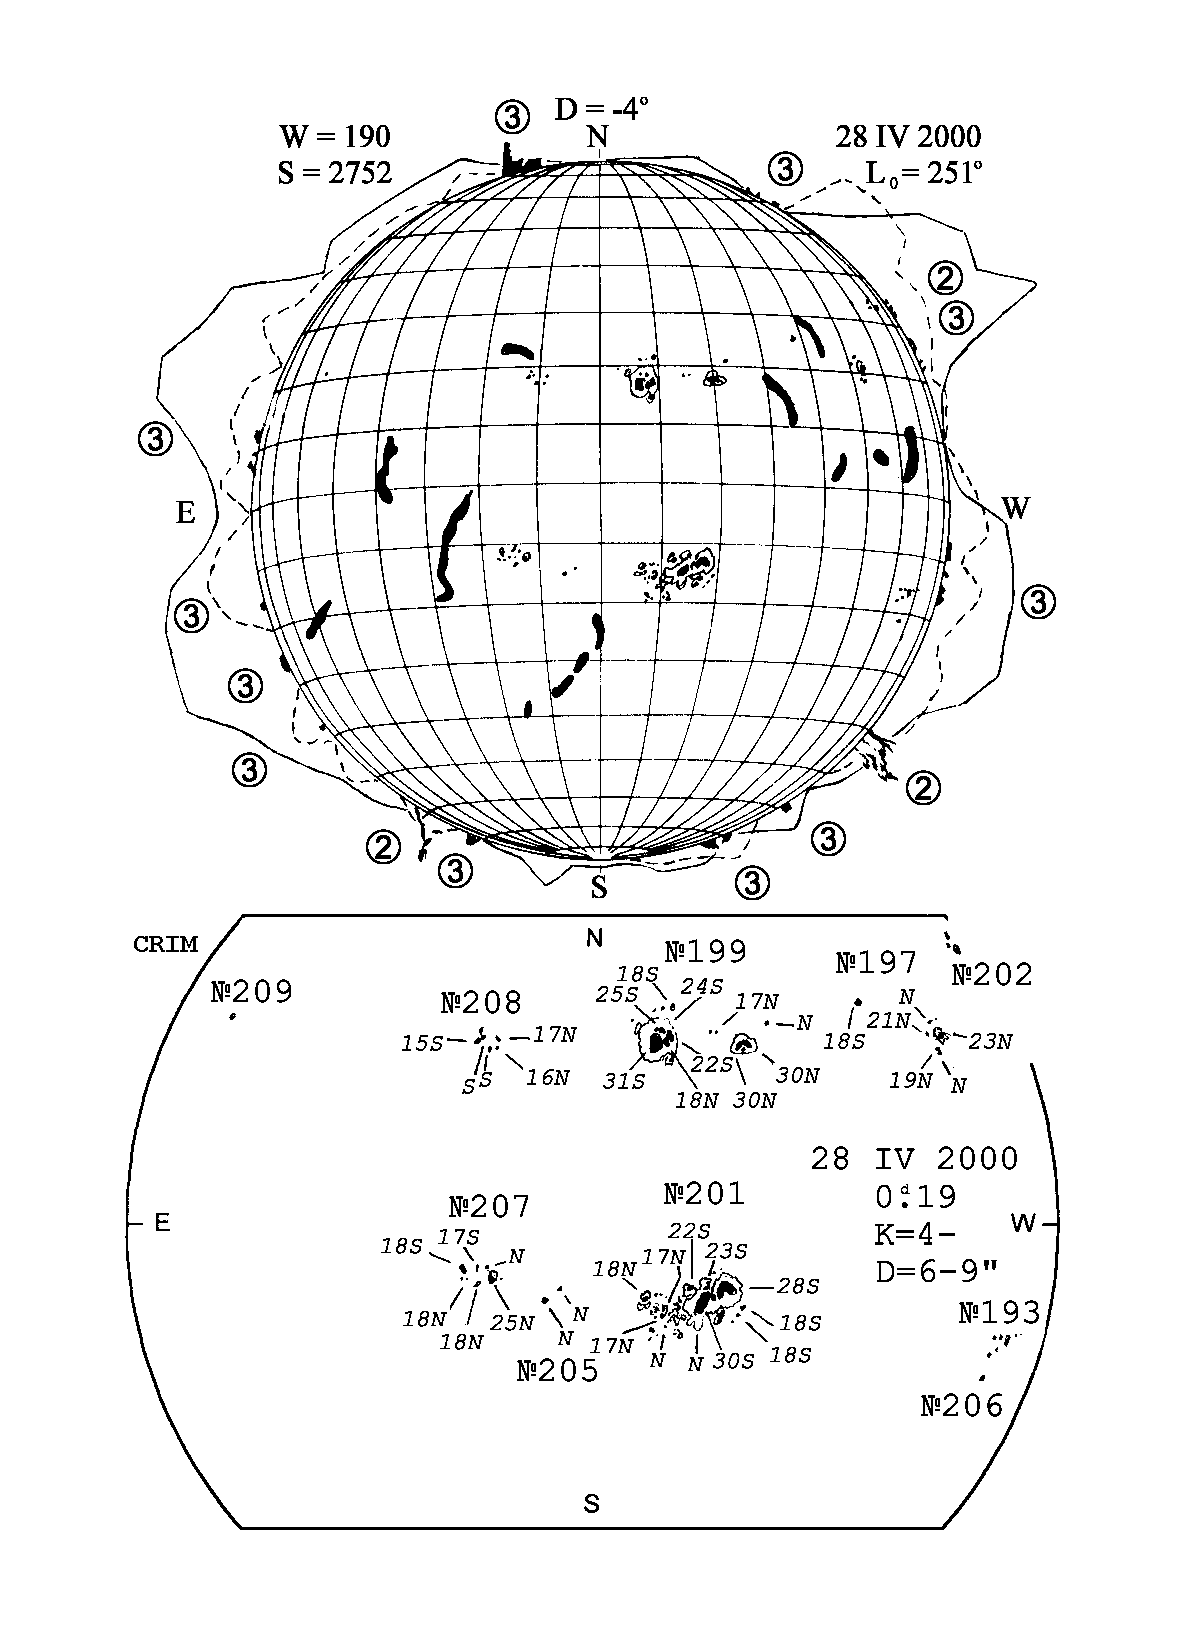 ③ D = -4°
W = 190 N 28 IV 2000
S = 2752 ③ L₀ = 251°
②
③
③
E W
③ ③
③
③ ②
② ③ ③
③
S
CRIM N №199 №197 №202
№209 18S
25S 24S N
№208 17N N 21N
15S 17N 18S 23N
S S 16N 31S 22S 30N 19N N
18N 30N
28 IV 2000
№207 №201 0ᵈ.19
E W
18S 17S N 22S K=4-
18N 17N 23S D=6-9"
18N 25N N 28S №193
18N N 17N 18S
№205 N N 30S 18S
№206
S